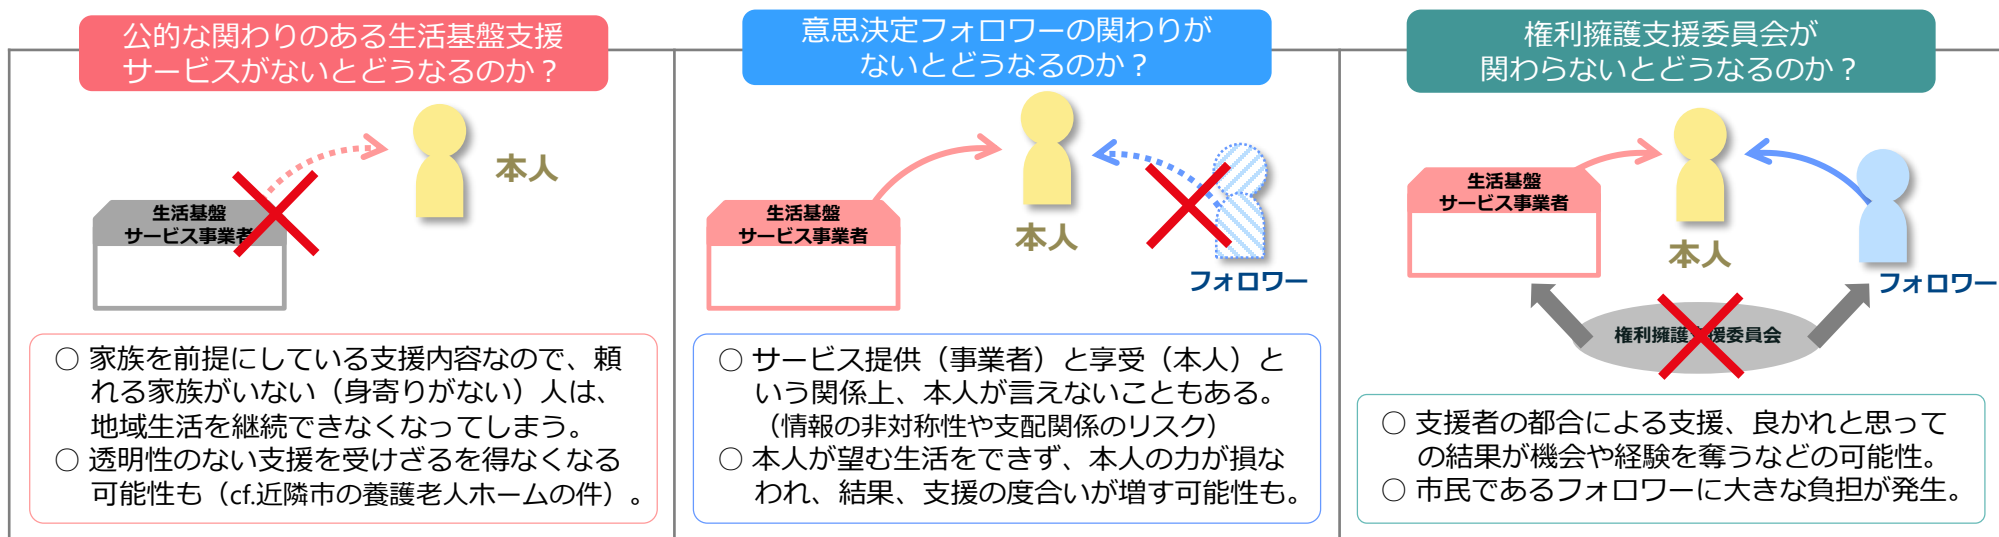 公的な関わりのある生活基盤支援
サービスがないとどうなるのか？
本人
生活基盤
サービス事業者
○ 家族を前提にしている支援内容なので、頼
れる家族がいない（身寄りがない）人は、
地域生活を継続できなくなってしまう。
○ 透明性のない支援を受けざるを得なくなる
可能性も（cf.近隣市の養護老人ホームの件）。
意思決定フォロワーの関わりが
ないとどうなるのか？
生活基盤
サービス事業者
本人
フォロワー
○ サービス提供（事業者）と享受（本人）と
いう関係上、本人が言えないこともある。
（情報の非対称性や支配関係のリスク）
○ 本人が望む生活をできず、本人の力が損な
われ、結果、支援の度合いが増す可能性も。
権利擁護支援委員会が
関わらないとどうなるのか？
生活基盤
サービス事業者
本人
フォロワー
権利擁護支援委員会
○ 支援者の都合による支援、良かれと思って
の結果が機会や経験を奪うなどの可能性。
○ 市民であるフォロワーに大きな負担が発生。